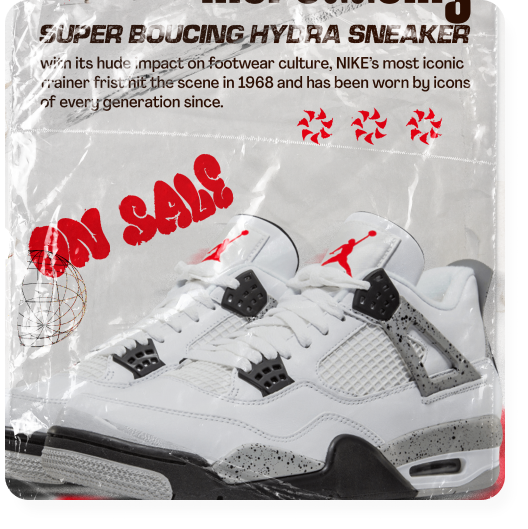 SUPER BOUCING HYDRA SNEAKER
with its hude impact on footwear culture, NIKE's most iconic
trainer frist hit the scene in 1968 and has been worn by icons
of every generation since.
ON SALE